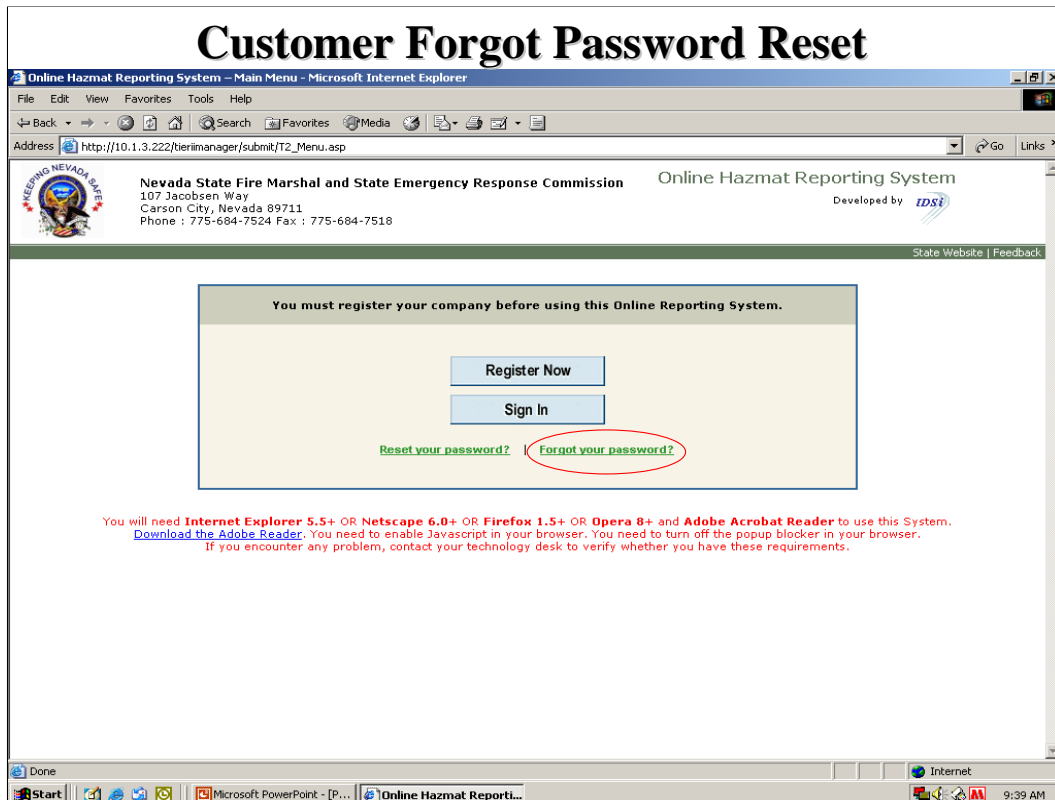 Customer Forgot Password Reset
Online Hazmat Reporting System – Main Menu - Microsoft Internet Explorer
File Edit View Favorites Tools Help
Back Search Favorites Media
Address http://10.1.3.222/tieriimanager/submit/T2_Menu.asp Go Links
KEEPING NEVADA SAFE
Nevada State Fire Marshal and State Emergency Response Commission
107 Jacobsen Way
Carson City, Nevada 89711
Phone : 775-684-7524 Fax : 775-684-7518
Online Hazmat Reporting System
Developed by IDSi
State Website | Feedback
You must register your company before using this Online Reporting System.
Register Now
Sign In
Reset your password? | Forgot your password?
You will need Internet Explorer 5.5+ OR Netscape 6.0+ OR Firefox 1.5+ OR Opera 8+ and Adobe Acrobat Reader to use this System.
Download the Adobe Reader. You need to enable Javascript in your browser. You need to turn off the popup blocker in your browser.
If you encounter any problem, contact your technology desk to verify whether you have these requirements.
Done Internet
Start Microsoft PowerPoint - [P... Online Hazmat Reporti... 9:39 AM